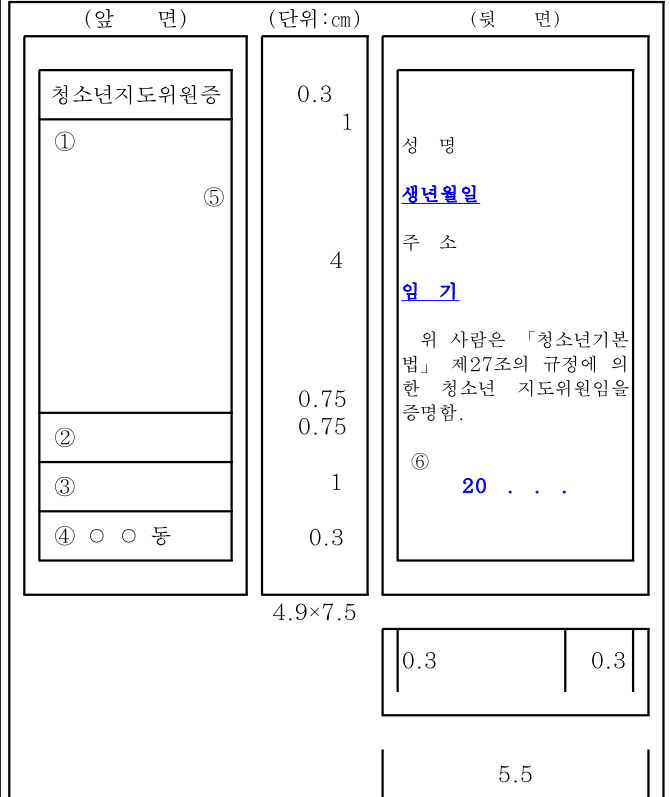 (앞 면)
(단위:㎝)
(뒷 면)
청소년지도위원증
①
⑤
②
③
④ ○ ○ 동
0.3
1
4
0.75
0.75
1
0.3
4.9×7.5
성 명
생년월일
주 소
임 기
위 사람은 「청소년기본
법」 제27조의 규정에 의
한 청소년 지도위원임을
증명함.
⑥
20 . . .
0.3 0.3
5.5